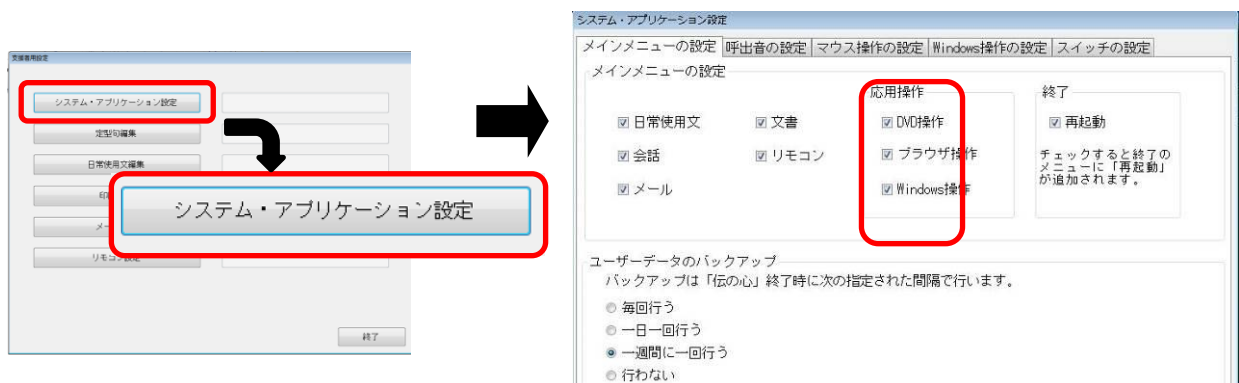 支援者用設定
システム・アプリケーション設定
定型句編集
日常使用文編集
システム・アプリケーション設定
リモコン設定
終了
システム・アプリケーション設定
メインメニューの設定 呼出音の設定 マウス操作の設定 Windows操作の設定 スイッチの設定
メインメニューの設定
応用操作 終了
日常使用文 文書 DVD操作 再起動
会話 リモコン ブラウザ操作 チェックすると終了の
メニューに「再起動」
が追加されます。
メール Windows操作
ユーザーデータのバックアップ
バックアップは「伝の心」終了時に次の指定された間隔で行います。
毎回行う
一日一回行う
一週間に一回行う
行わない